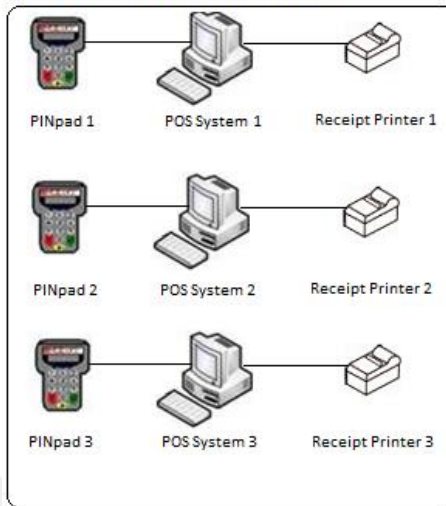 PINpad 1 POS System 1 Receipt Printer 1
PINpad 2 POS System 2 Receipt Printer 2
PINpad 3 POS System 3 Receipt Printer 3